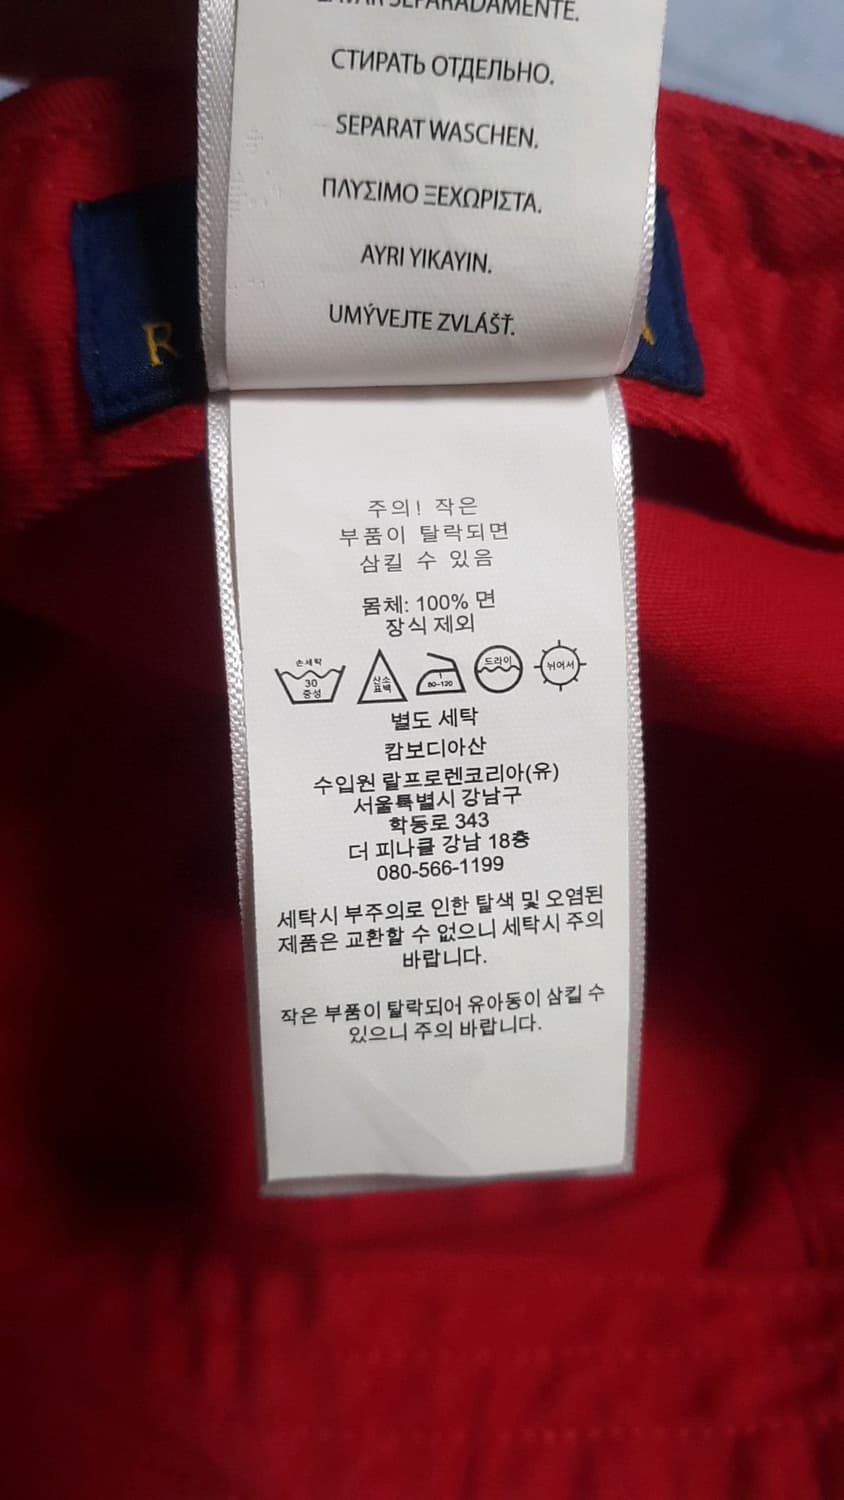 LAVAR SEPARADAMENTE.
СТИРАТЬ ОТДЕЛЬНО.
SEPARAT WASCHEN.
ΠΛΥΣΙΜΟ ΞΕΧΩΡΙΣΤΑ.
AYRI YIKAYIN.
UMÝVEJTE ZVLÁŠŤ.
R
주의! 작은
부품이 탈락되면
삼킬 수 있음
몸체: 100% 면
장식 제외
손세탁
30
중성
산소
표백
80-120
드라이
뉘어서
별도 세탁
캄보디아산
수입원 랄프로렌코리아(유)
서울특별시 강남구
학동로 343
더 피나클 강남 18층
080-566-1199
세탁시 부주의로 인한 탈색 및 오염된
제품은 교환할 수 없으니 세탁시 주의
바랍니다.
작은 부품이 탈락되어 유아동이 삼킬 수
있으니 주의 바랍니다.